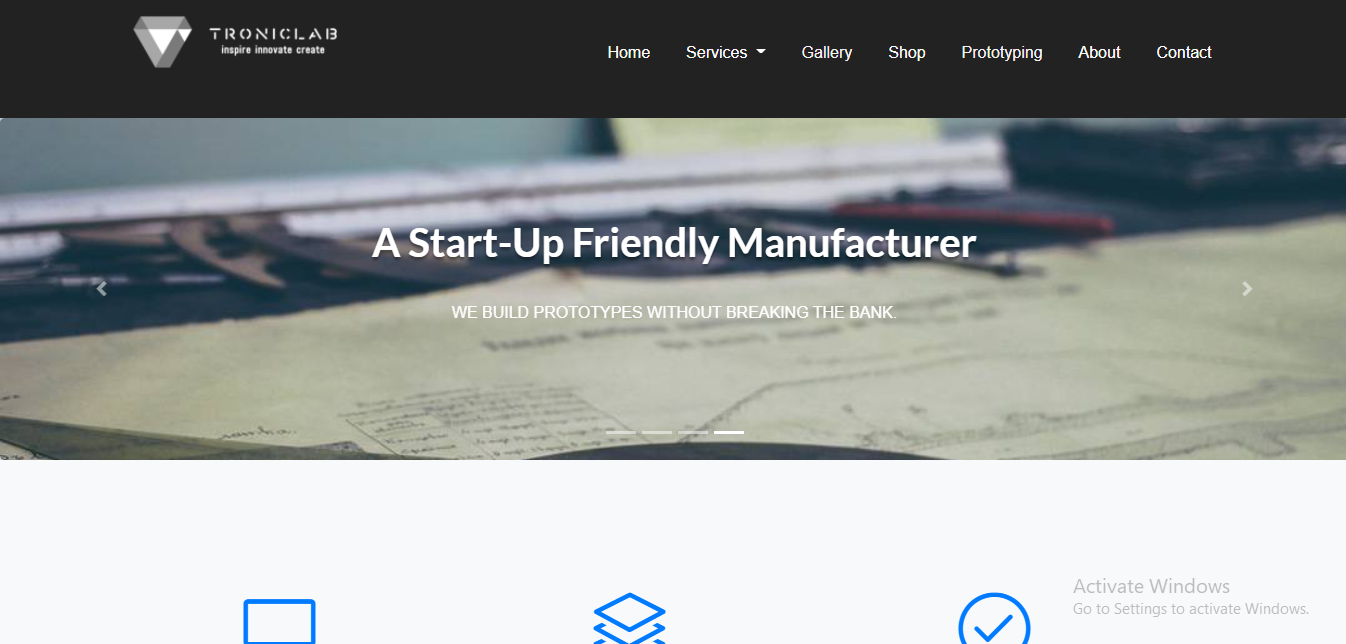 TRONICLAB
inspire innovate create
Home Services Gallery Shop Prototyping About Contact
A Start-Up Friendly Manufacturer
WE BUILD PROTOTYPES WITHOUT BREAKING THE BANK.
Activate Windows
Go to Settings to activate Windows.